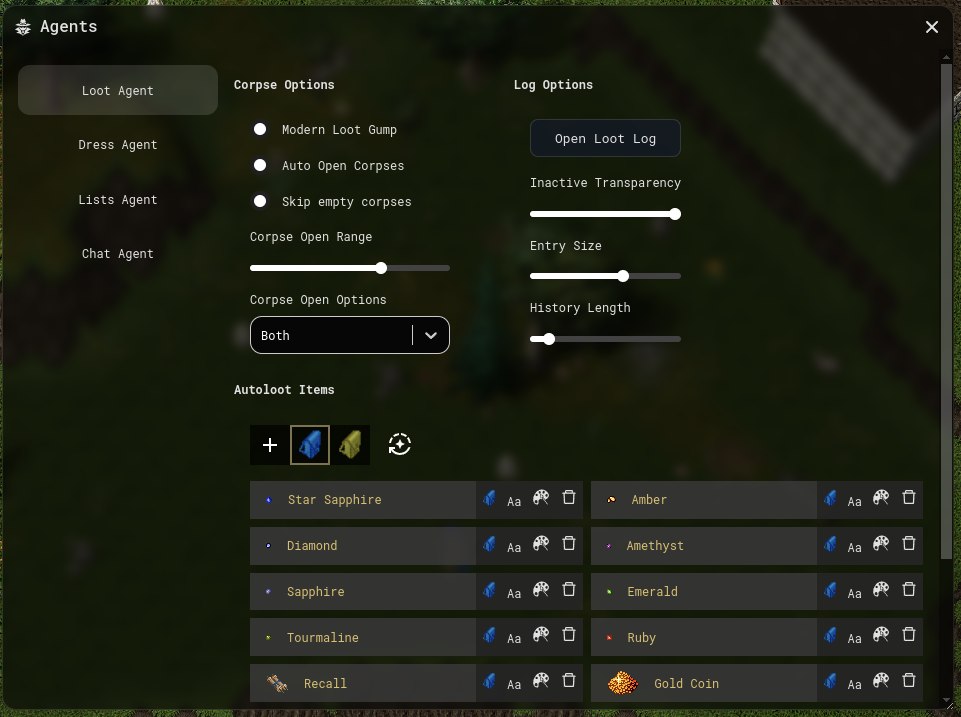 Agents
Loot Agent
Dress Agent
Lists Agent
Chat Agent
Corpse Options
Modern Loot Gump
Auto Open Corpses
Skip empty corpses
Corpse Open Range
Corpse Open Options
Both
Log Options
Open Loot Log
Inactive Transparency
Entry Size
History Length
Autoloot Items
Star Sapphire Aa Amber Aa
Diamond Aa Amethyst Aa
Sapphire Aa Emerald Aa
Tourmaline Aa Ruby Aa
Recall Aa Gold Coin Aa